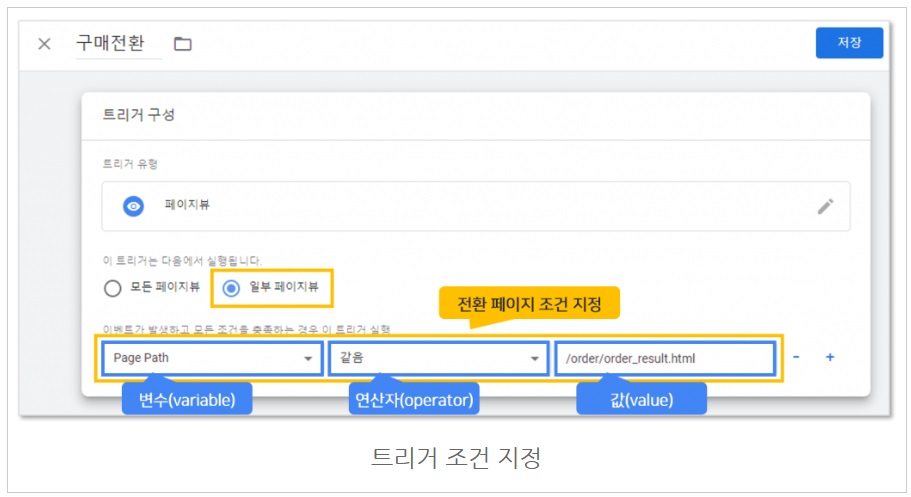 구매전환
저장
트리거 구성
트리거 유형
페이지뷰
이 트리거는 다음에서 실행됩니다.
모든 페이지뷰
일부 페이지뷰
전환 페이지 조건 지정
이벤트가 발생하고 모든 조건을 충족하는 경우 이 트리거 실행
Page Path
같음
/order/order_result.html
변수(variable)
연산자(operator)
값(value)
트리거 조건 지정